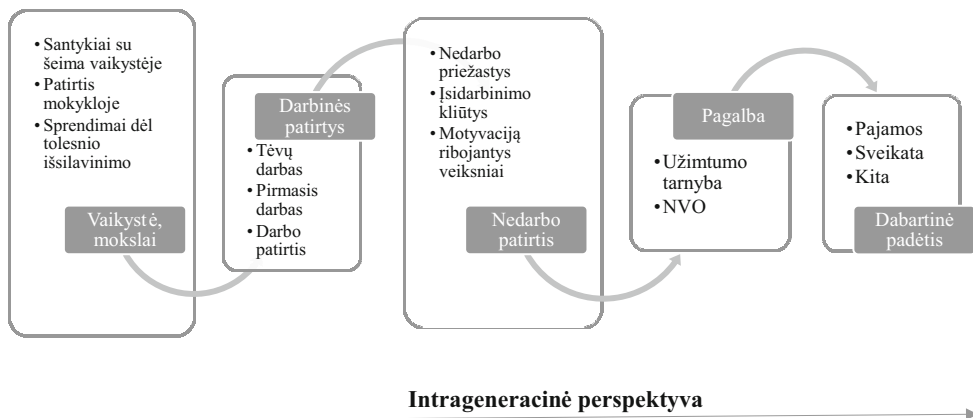 • Santykiai su
šeima vaikystėje
• Patirtis
mokykloje
• Sprendimai dėl
tolesnio
išsilavinimo
Vaikystė,
mokslai
Darbinės
patirtys
• Tėvų
darbas
• Pirmasis
darbas
• Darbo
patirtis
• Nedarbo
priežastys
• Įsidarbinimo
kliūtys
• Motyvaciją
ribojantys
veiksniai
Nedarbo
patirtis
Pagalba
• Užimtumo
tarnyba
• NVO
• Pajamos
• Sveikata
• Kita
Dabartinė
padėtis
Intrageneracinė perspektyva